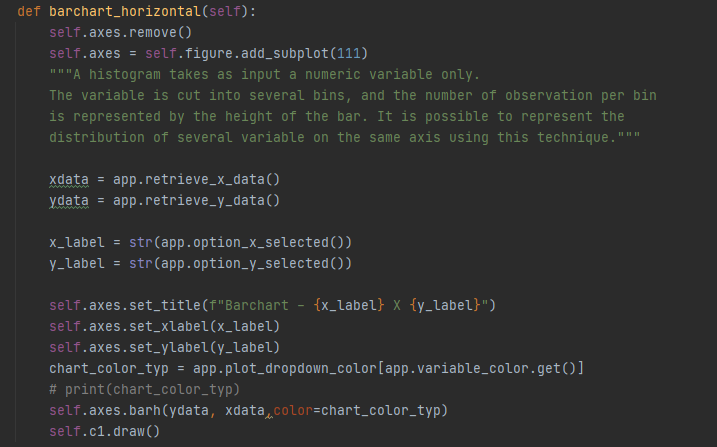 def barchart_horizontal(self):
    self.axes.remove()
    self.axes = self.figure.add_subplot(111)
    """A histogram takes as input a numeric variable only.
    The variable is cut into several bins, and the number of observation per bin
    is represented by the height of the bar. It is possible to represent the
    distribution of several variable on the same axis using this technique."""
    xdata = app.retrieve_x_data()
    ydata = app.retrieve_y_data()
    x_label = str(app.option_x_selected())
    y_label = str(app.option_y_selected())
    self.axes.set_title(f"Barchart - {x_label} X {y_label}")
    self.axes.set_xlabel(x_label)
    self.axes.set_ylabel(y_label)
    chart_color_typ = app.plot_dropdown_color[app.variable_color.get()]
    # print(chart_color_typ)
    self.axes.barh(ydata, xdata,color=chart_color_typ)
    self.c1.draw()